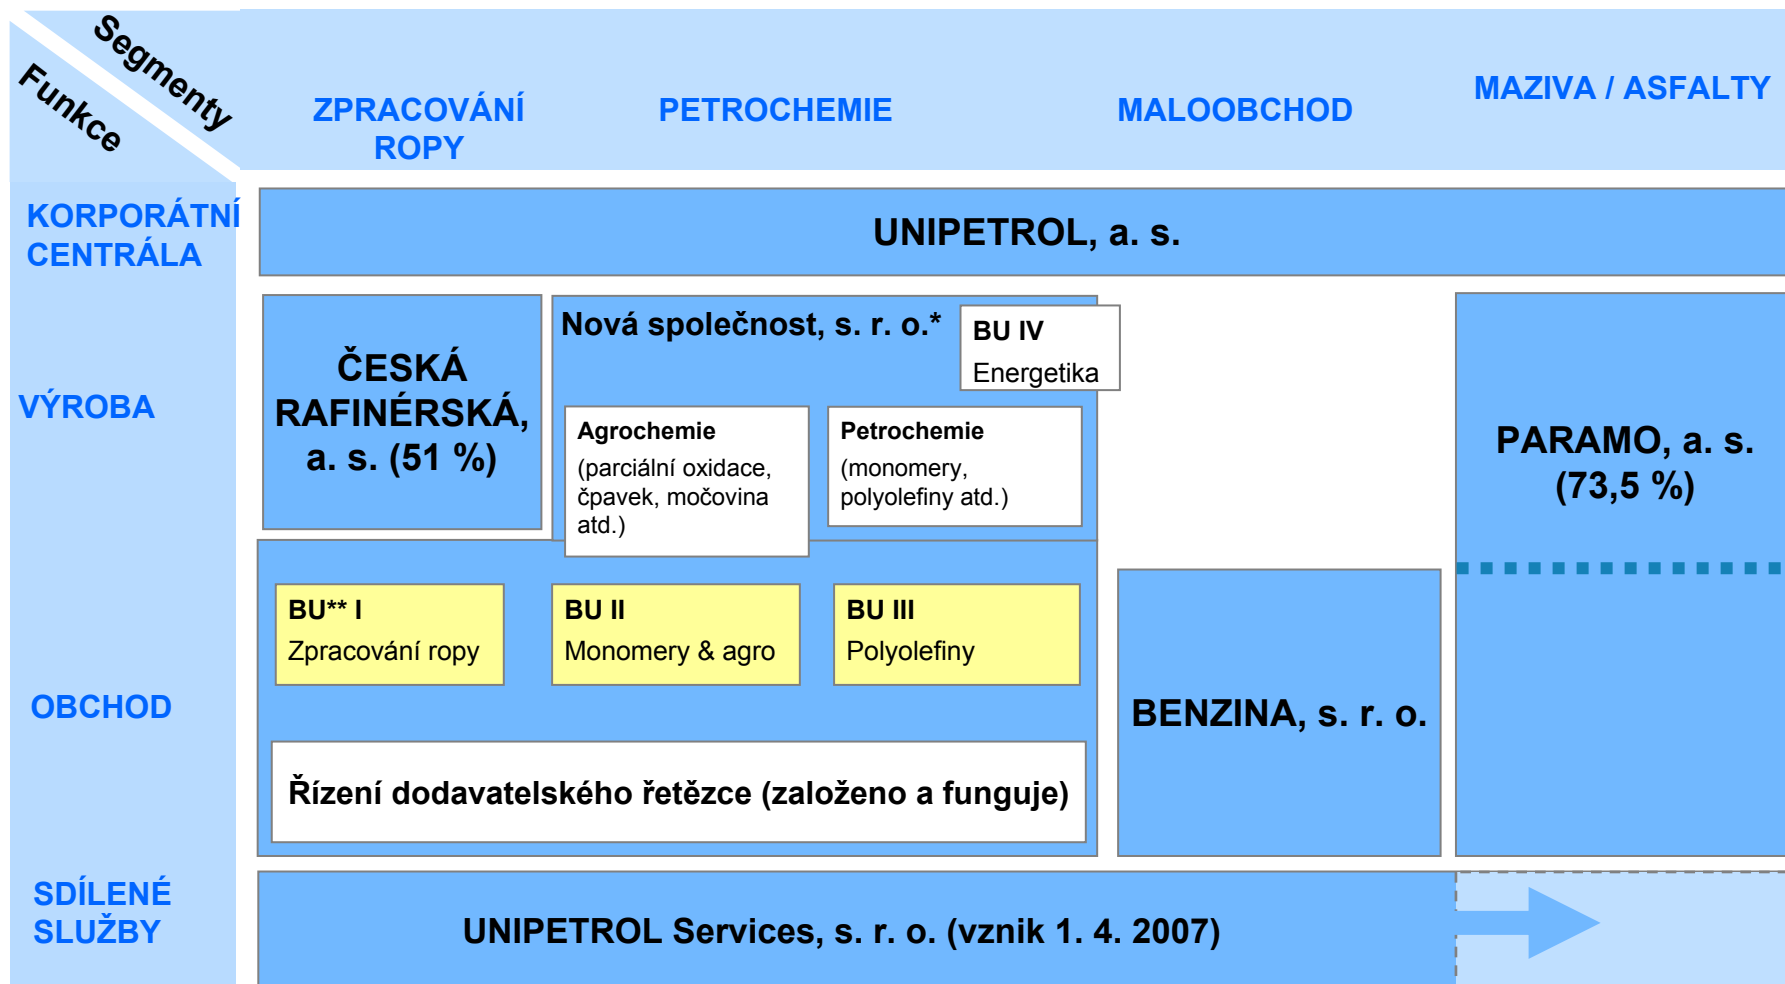 Segmenty
Funkce
ZPRACOVÁNÍ
ROPY
PETROCHEMIE
MALOOBCHOD
MAZIVA / ASFALTY
KORPORÁTNÍ
CENTRÁLA
UNIPETROL, a. s.
VÝROBA
ČESKÁ
RAFINÉRSKÁ,
a. s. (51 %)
Nová společnost, s. r. o.*
BU IV
Energetika
Agrochemie
(parciální oxidace,
čpavek, močovina
atd.)
Petrochemie
(monomery,
polyolefiny atd.)
PARAMO, a. s.
(73,5 %)
OBCHOD
BU** I
Zpracování ropy
BU II
Monomery & agro
BU III
Polyolefiny
Řízení dodavatelského řetězce (založeno a funguje)
BENZINA, s. r. o.
SDÍLENÉ
SLUŽBY
UNIPETROL Services, s. r. o. (vznik 1. 4. 2007)